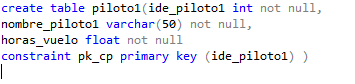 create table piloto1(ide_piloto1 int not null,
nombre_piloto1 varchar(50) not null,
horas_vuelo float not null
constraint pk_cp primary key (ide_piloto1) )